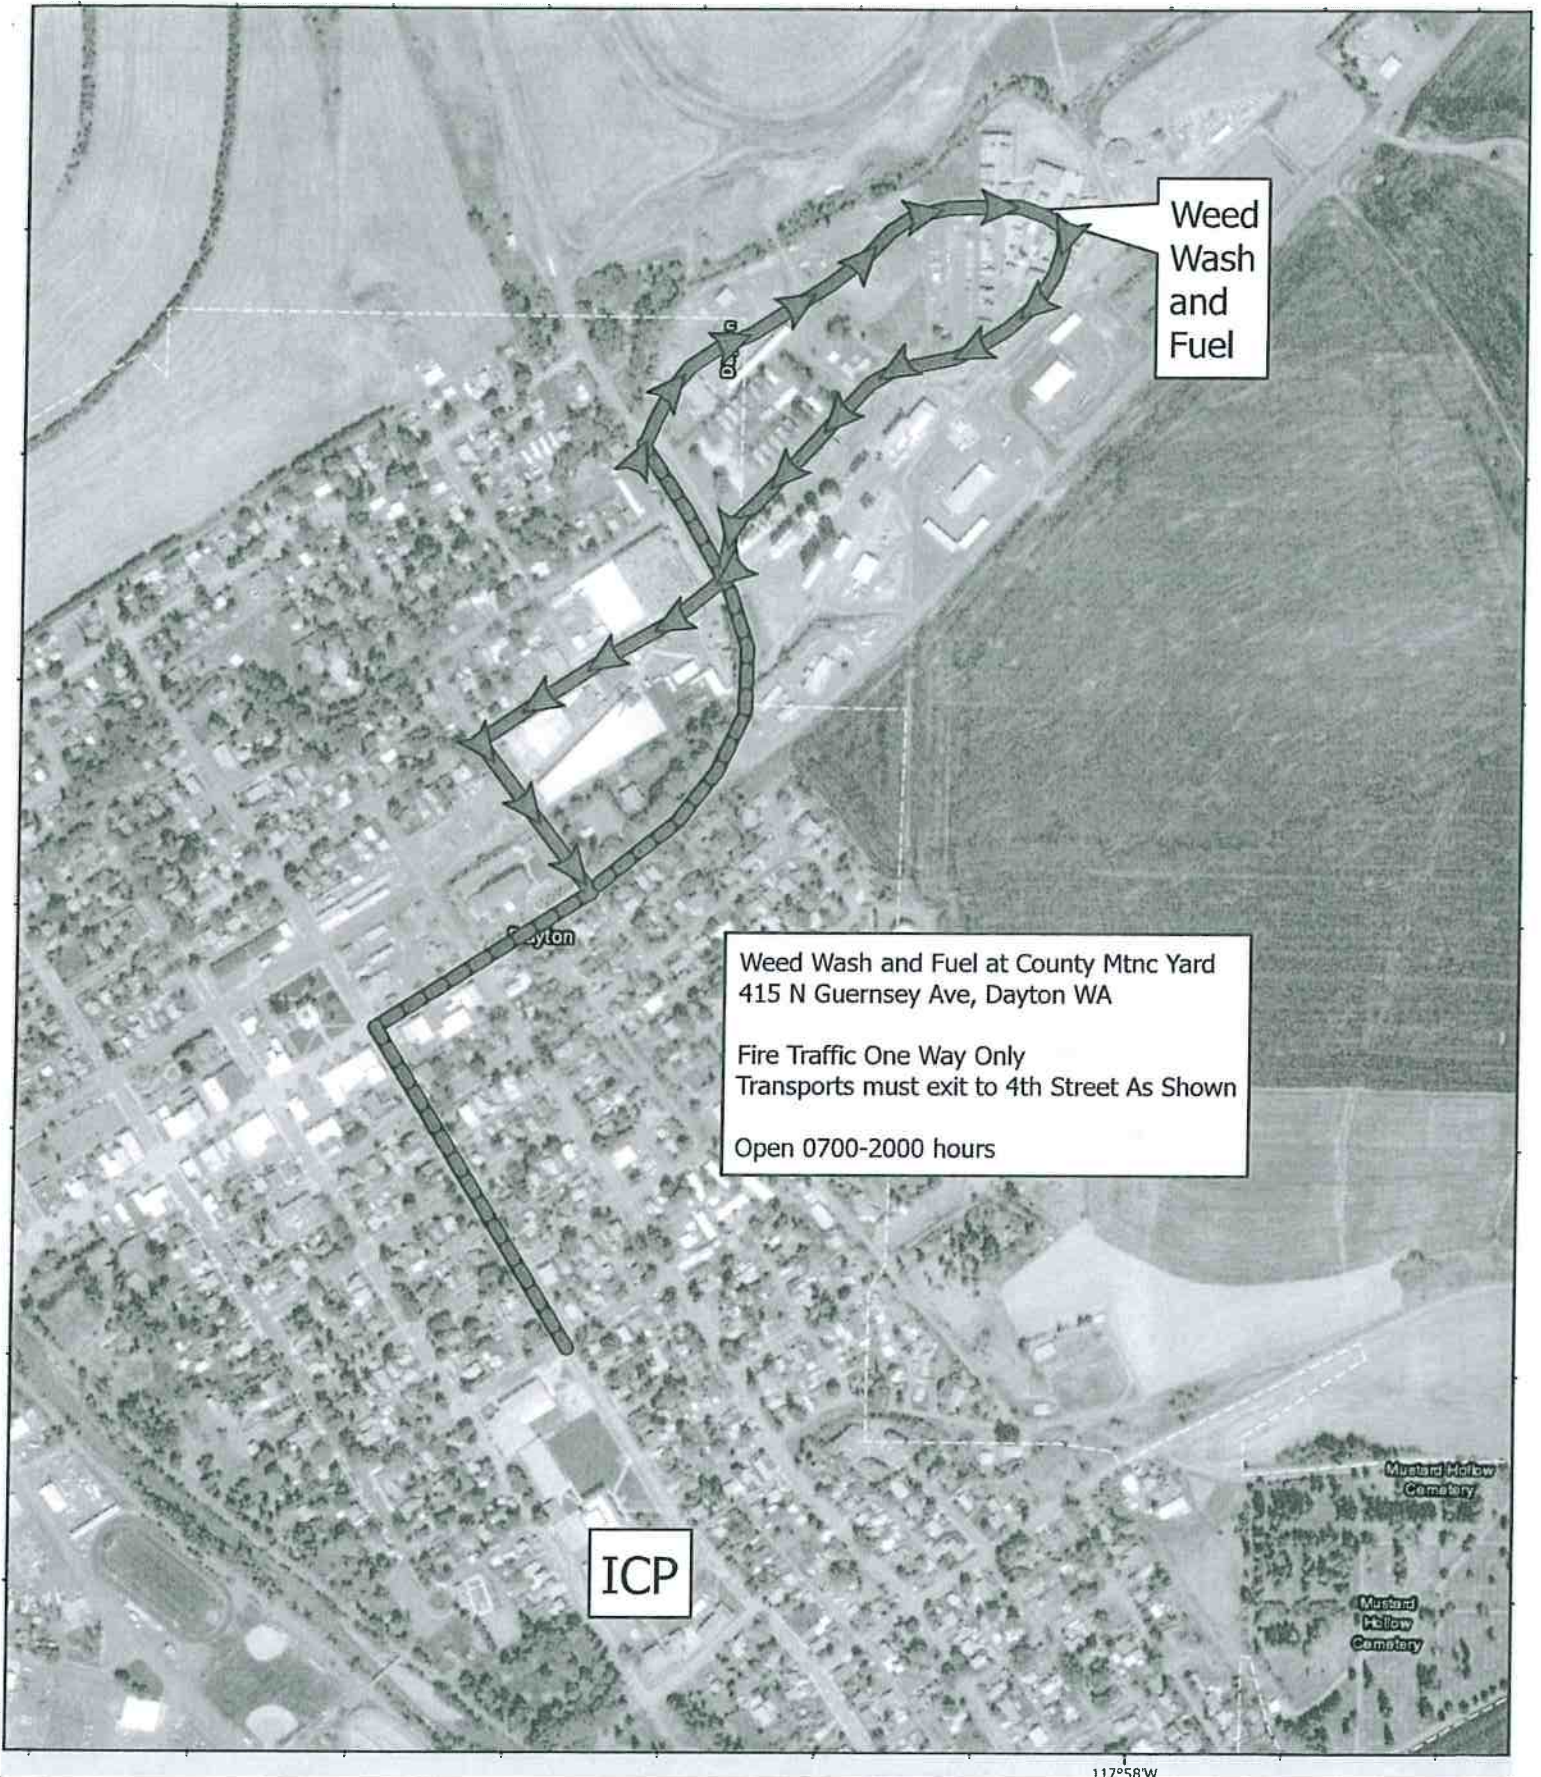 Weed
Wash
and
Fuel
Weed Wash and Fuel at County Mtnc Yard
415 N Guernsey Ave, Dayton WA
Fire Traffic One Way Only
Transports must exit to 4th Street As Shown
Open 0700-2000 hours
Mustard Hollow
Cemetery
ICP
Mustard
Hollow
Cemetery
117°58'W